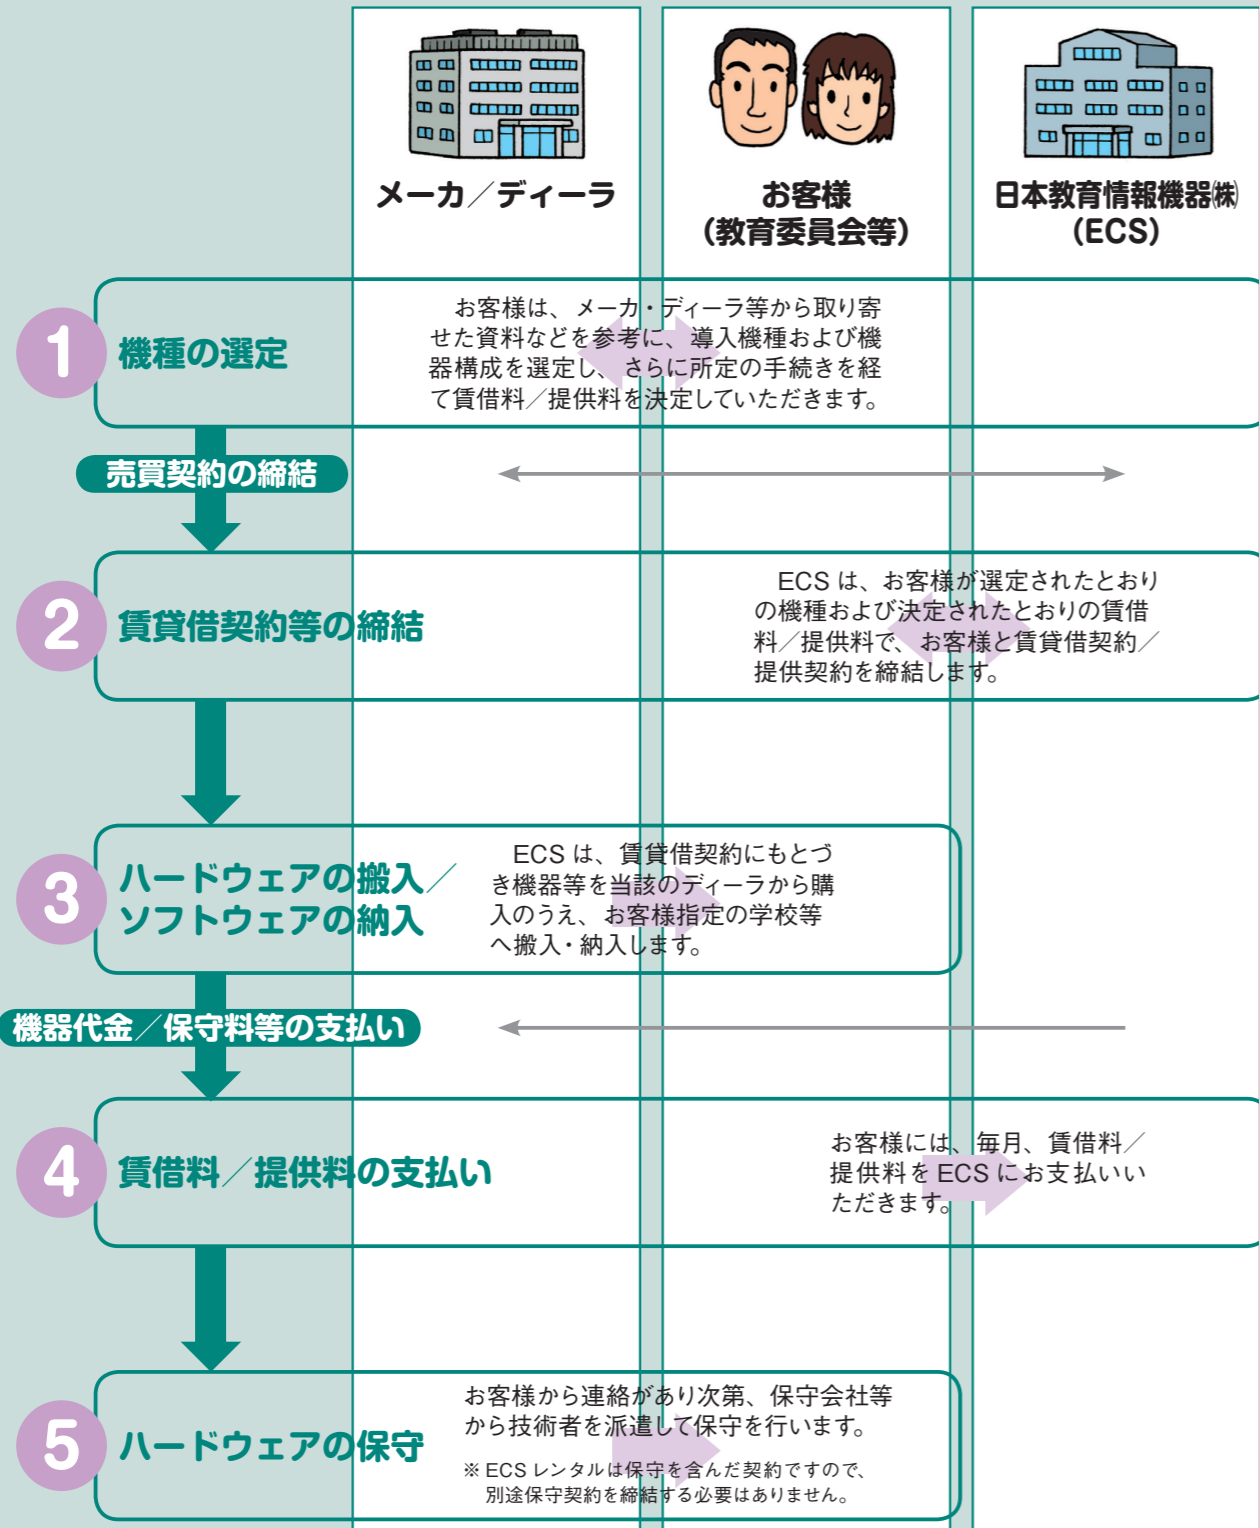 メーカ／ディーラ
お客様
（教育委員会等）
日本教育情報機器㈱
（ECS）
1
機種の選定
お客様は、メーカ・ディーラ等から取り寄
せた資料などを参考に、導入機種および機
器構成を選定し、さらに所定の手続きを経
て賃借料／提供料を決定していただきます。
売買契約の締結
2
賃貸借契約等の締結
ECS は、お客様が選定されたとおり
の機種および決定されたとおりの賃借
料／提供料で、お客様と賃貸借契約／
提供契約を締結します。
3
ハードウェアの搬入／
ソフトウェアの納入
ECS は、賃貸借契約にもとづ
き機器等を当該のディーラから購
入のうえ、お客様指定の学校等
へ搬入・納入します。
機器代金／保守料等の支払い
4
賃借料／提供料の支払い
お客様には、毎月、賃借料／
提供料を ECS にお支払いい
ただきます。
5
ハードウェアの保守
お客様から連絡があり次第、保守会社等
から技術者を派遣して保守を行います。
※ ECS レンタルは保守を含んだ契約ですので、
別途保守契約を締結する必要はありません。